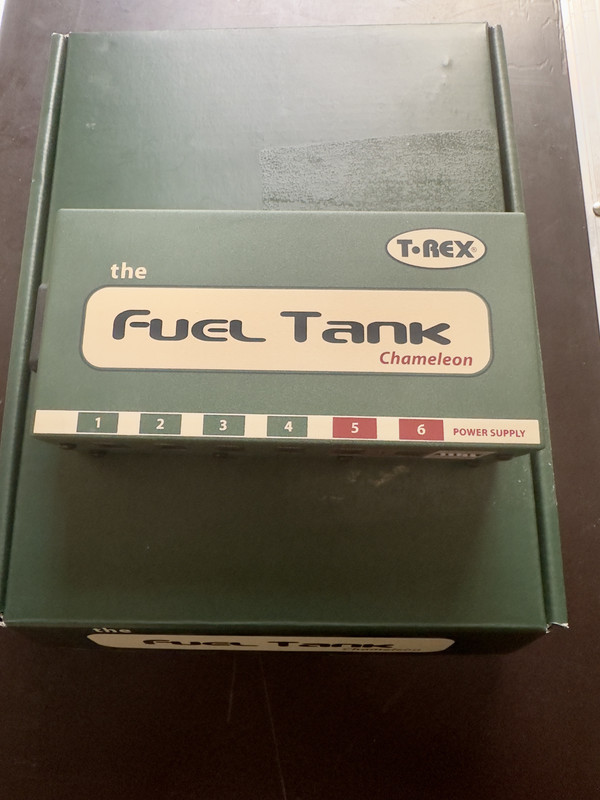 T•REX®
the
Fuel Tank
Chameleon
1 2 3 4 5 6 POWER SUPPLY
the
Fuel Tank
Chameleon